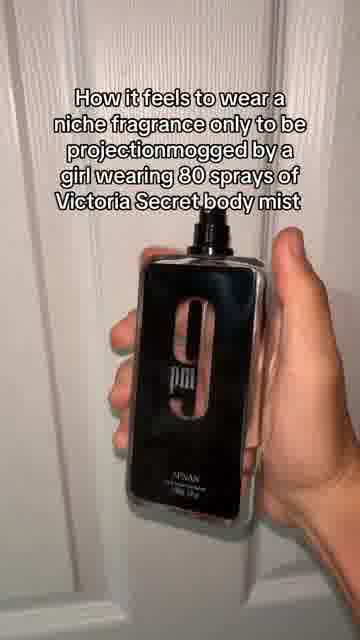 How it feels to wear a
niche fragrance only to be
projectionmogged by a
girl wearing 80 sprays of
Victoria Secret body mist
9
pm
AFNAN